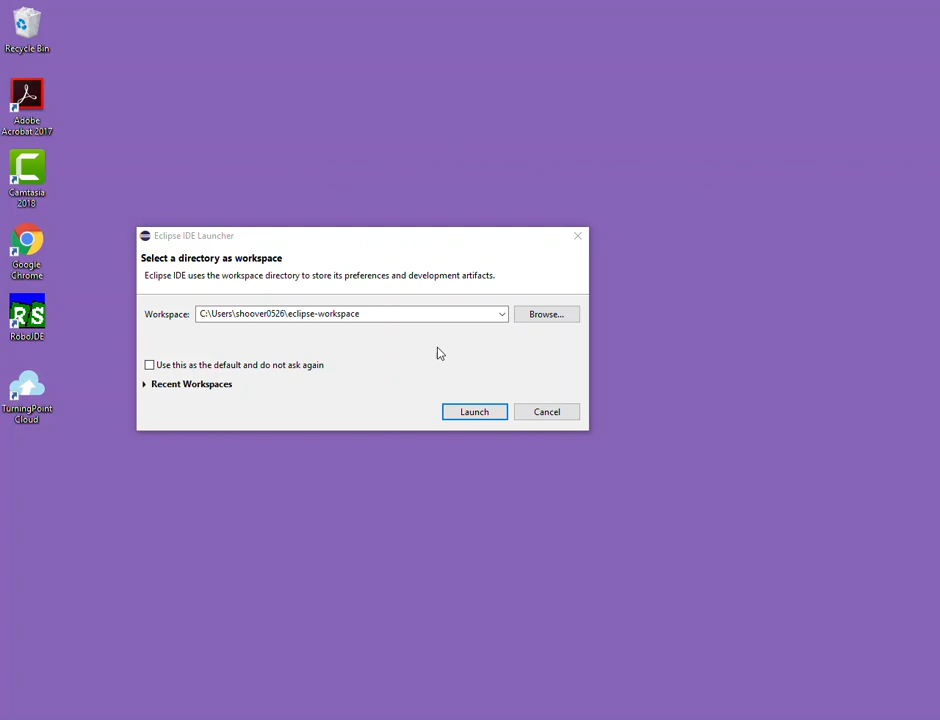 Recycle Bin
Adobe
Acrobat 2017
Camtasia
2018
Google
Chrome
RS
RoboJDE
TurningPoint
Cloud
Eclipse IDE Launcher
Select a directory as workspace
Eclipse IDE uses the workspace directory to store its preferences and development artifacts.
Workspace: C:\Users\shoover0526\eclipse-workspace Browse...
Use this as the default and do not ask again
Recent Workspaces
Launch Cancel